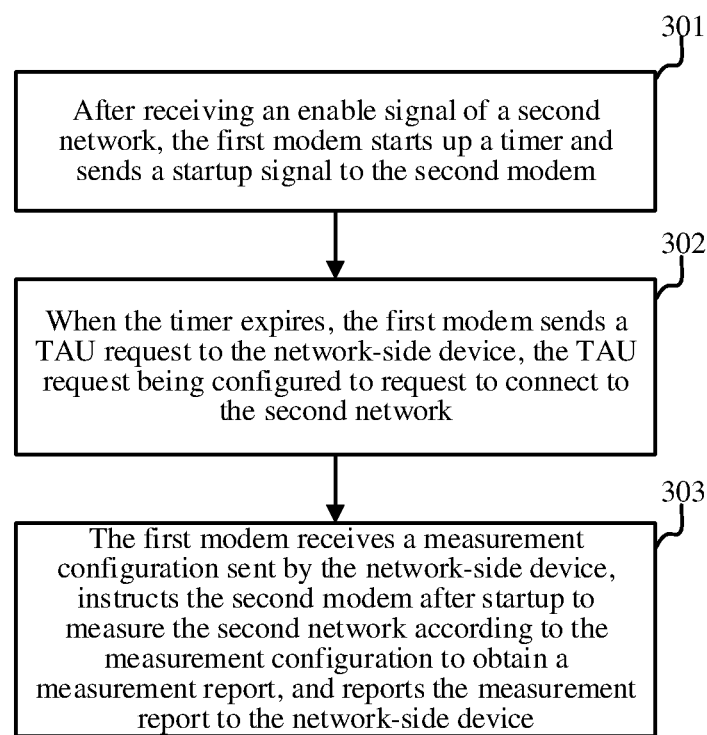 301
After receiving an enable signal of a second
network, the first modem starts up a timer and
sends a startup signal to the second modem
302
When the timer expires, the first modem sends a
TAU request to the network-side device, the TAU
request being configured to request to connect to
the second network
303
The first modem receives a measurement
configuration sent by the network-side device,
instructs the second modem after startup to
measure the second network according to the
measurement configuration to obtain a
measurement report, and reports the measurement
report to the network-side device